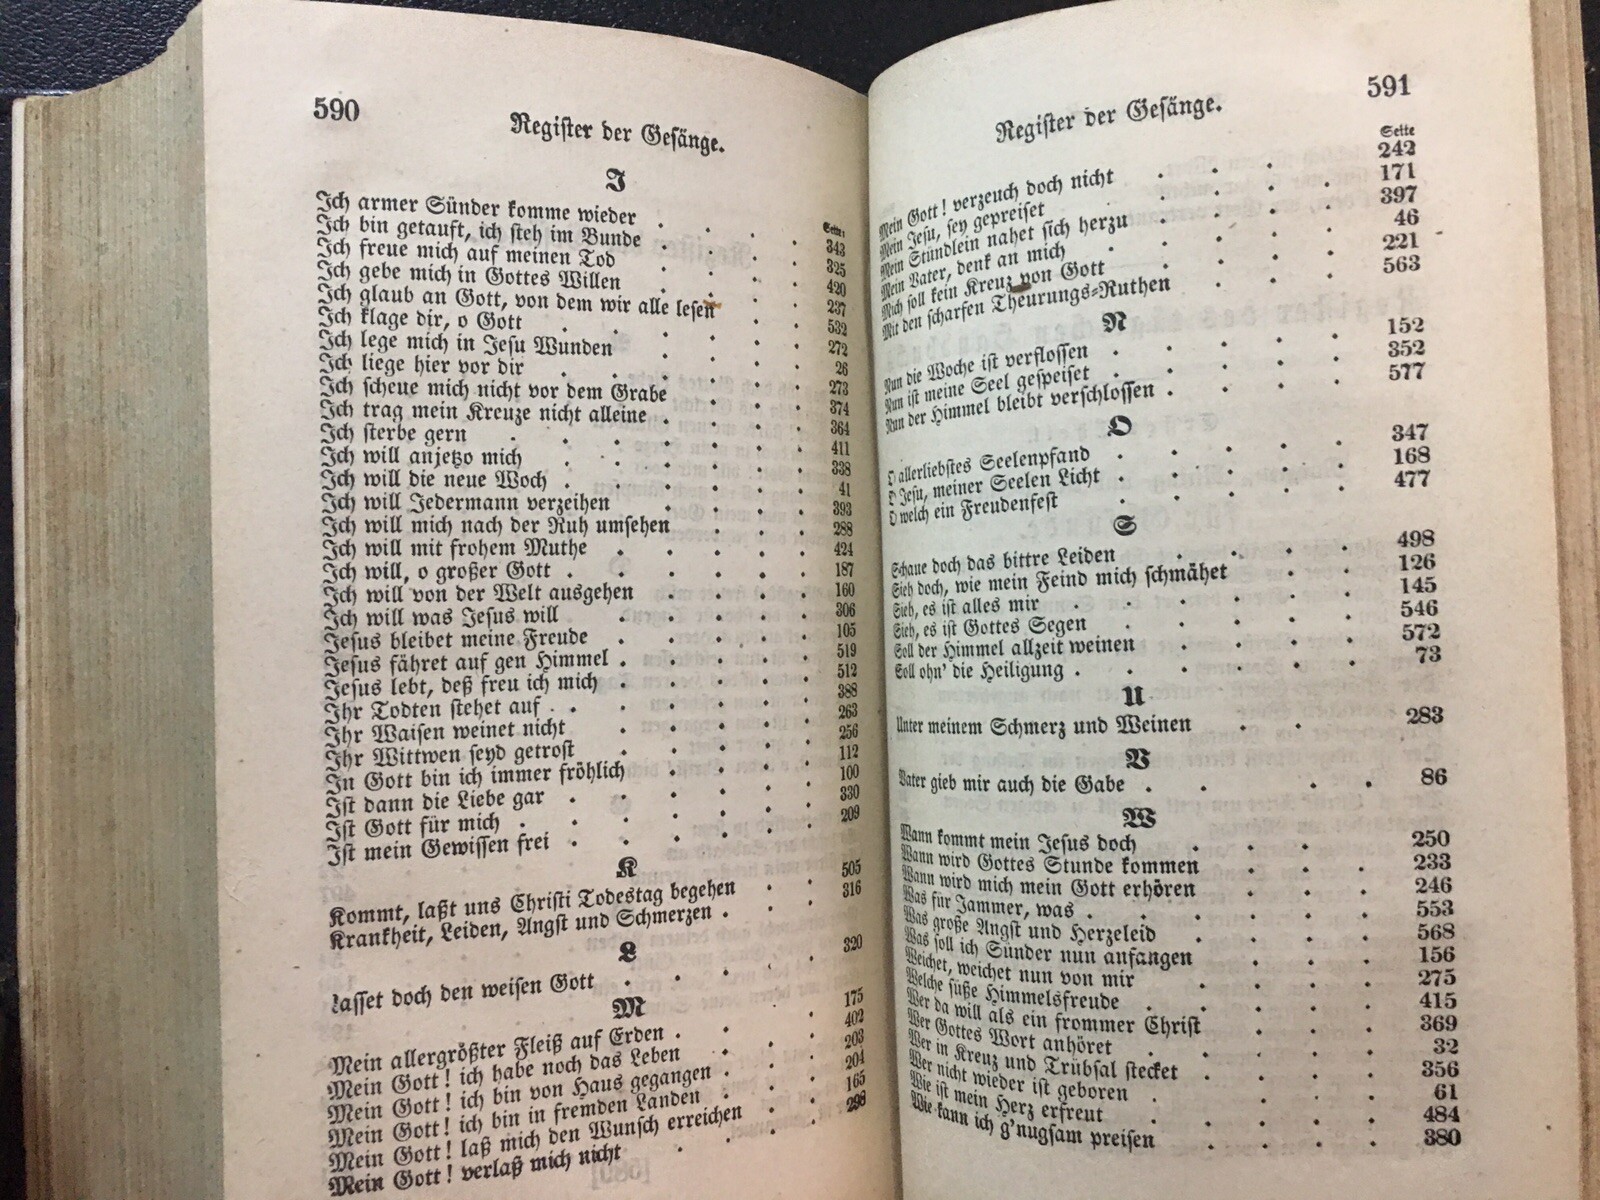 590
Register der Gesänge.
I
Seite:
Ich armer Sünder komme wieder . . . . 343
Ich bin getauft, ich steh im Bunde . . . . 325
Ich freue mich auf meinen Tod . . . . 420
Ich gebe mich in Gottes Willen . . . . 237
Ich glaub an Gott, von dem wir alle lesen . . 532
Ich klage dir, o Gott . . . . . 272
Ich lege mich in Jesu Wunden . . . . 26
Ich liege hier vor dir . . . . . 273
Ich scheue mich nicht vor dem Grabe . . . 374
Ich trag mein Kreuze nicht alleine . . . . 364
Ich sterbe gern . . . . . . 411
Ich will anjetzo mich . . . . . 338
Ich will die neue Woch . . . . . 41
Ich will Jedermann verzeihen . . . . 393
Ich will mich nach der Ruh umsehen . . . 288
Ich will mit frohem Muthe . . . . 424
Ich will, o großer Gott . . . . . 187
Ich will von der Welt ausgehen . . . . 160
Ich will was Jesus will . . . . 306
Jesus bleibet meine Freude . . . . 105
Jesus fähret auf gen Himmel . . . . 519
Jesus lebt, deß freu ich mich . . . . 512
Ihr Todten stehet auf . . . . . 388
Ihr Waisen weinet nicht . . . . 263
Ihr Wittwen seyd getrost . . . . 256
In Gott bin ich immer fröhlich . . . 112
Ist dann die Liebe gar . . . . . 100
Ist Gott für mich . . . . . . 330
Ist mein Gewissen frei . . . . . 209
K
Kommt, laßt uns Christi Todestag begehen . . 505
Krankheit, Leiden, Angst und Schmerzen . . . 316
L
Lasset doch den weisen Gott . . . . 320
M
Mein allergrößter Fleiß auf Erden . . . 175
Mein Gott! ich habe noch das Leben . . . 402
Mein Gott! ich bin von Haus gegangen . . . 203
Mein Gott! ich bin in fremden Landen . . . 204
Mein Gott! laß mich den Wunsch erreichen . . 165
Mein Gott! verlaß mich nicht . . . . 298
591
Register der Gesänge.
Seite
Mein Gott! verzeuch doch nicht . . . 242
Mein Jesu, sey gepreiset . . . . 171
Mein Stündlein nahet sich herzu . . . . 397
Mein Vater, denk an mich . . . . 46
Mich soll kein Kreuz von Gott . . . . 221
Mit den scharfen Theurungs-Ruthen . . 563
N
Nun die Woche ist verflossen . . . . . 152
Nun ist meine Seel gespeiset . . . . . 352
Nun der Himmel bleibt verschlossen . . . . 577
O
O allerliebstes Seelenpfand . . . . . 347
O Jesu, meiner Seelen Licht . . . . . 168
O welch ein Freudenfest . . . . . 477
S
Schaue doch das bittre Leiden . . . . 498
Sieh doch, wie mein Feind mich schmähet . . 126
Sieh, es ist alles mir . . . . . . 145
Sieh, es ist Gottes Segen . . . . . 546
Soll der Himmel allzeit weinen . . . . 572
Soll ohn' die Heiligung . . . . . . 73
U
Unter meinem Schmerz und Weinen . . 283
V
Vater gieb mir auch die Gabe . . . . 86
W
Wann kommt mein Jesus doch . . . . 250
Wann wird Gottes Stunde kommen . . . 233
Wann wird mich mein Gott erhören . . . 246
Was für Jammer, was . . . . . . 553
Was große Angst und Herzeleid . . . . 568
Was soll ich Sünder nun anfangen . . . 156
Weichet, weichet nun von mir . . . . 275
Welche süße Himmelsfreude . . . . . 415
Wer da will als ein frommer Christ . . . 369
Wer Gottes Wort anhöret . . . . . 32
Wer in Kreuz und Trübsal stecket . . . . 356
Wer nicht wieder ist geboren . . . . 61
Wie ist mein Herz erfreut . . . . . 484
Wie kann ich g'nugsam preisen . . . . 380